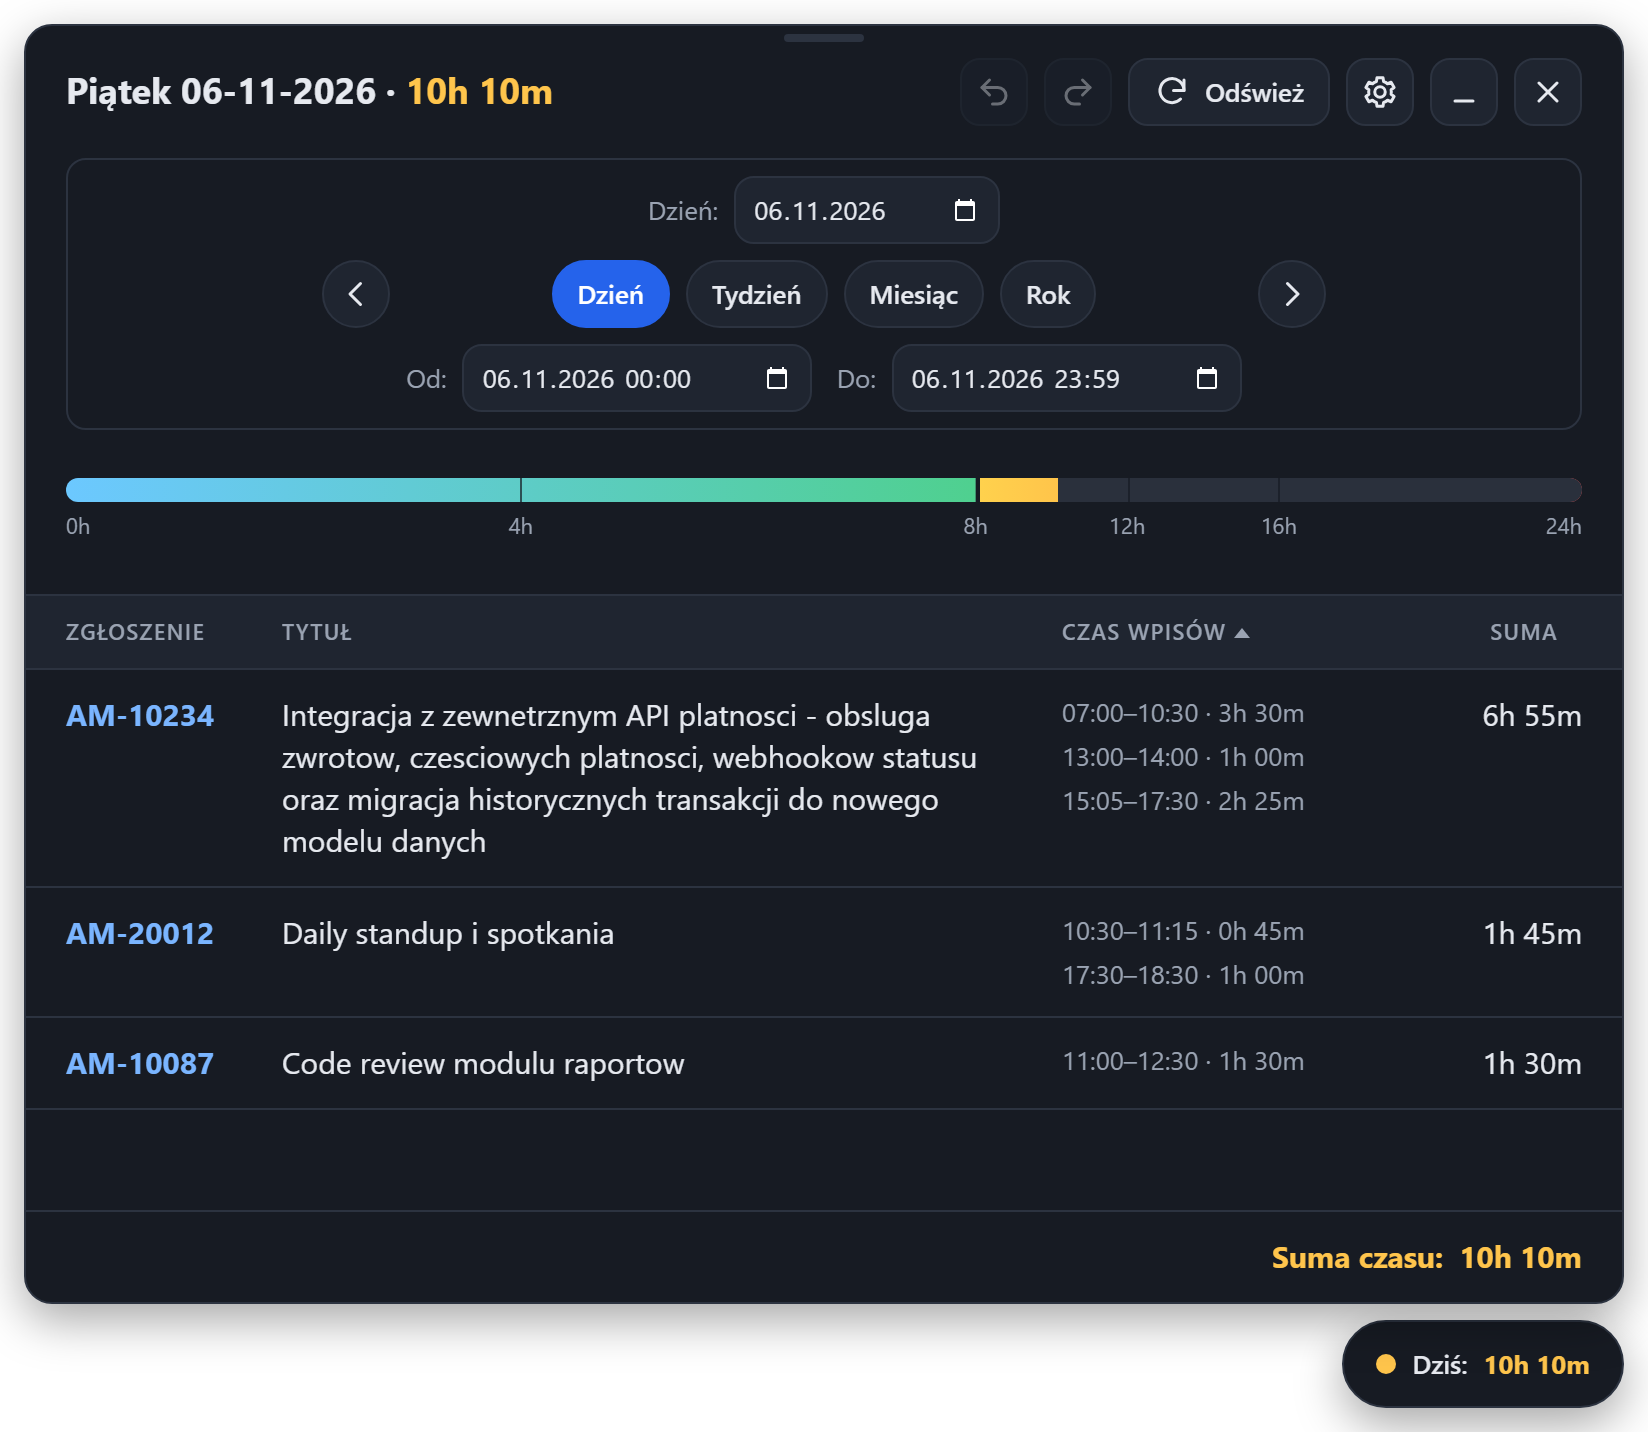 Piątek 06-11-2026 · 10h 10m
Odśwież
Dzień: 06.11.2026
Dzień Tydzień Miesiąc Rok
Od: 06.11.2026 00:00 Do: 06.11.2026 23:59
0h 4h 8h 12h 16h 24h
ZGŁOSZENIE TYTUŁ CZAS WPISÓW ▲ SUMA
AM-10234 Integracja z zewnetrznym API platnosci - obsluga 07:00–10:30 · 3h 30m 6h 55m
zwrotow, czesciowych platnosci, webhookow statusu 13:00–14:00 · 1h 00m
oraz migracja historycznych transakcji do nowego 15:05–17:30 · 2h 25m
modelu danych
AM-20012 Daily standup i spotkania 10:30–11:15 · 0h 45m 1h 45m
17:30–18:30 · 1h 00m
AM-10087 Code review modulu raportow 11:00–12:30 · 1h 30m 1h 30m
Suma czasu: 10h 10m
Dziś: 10h 10m